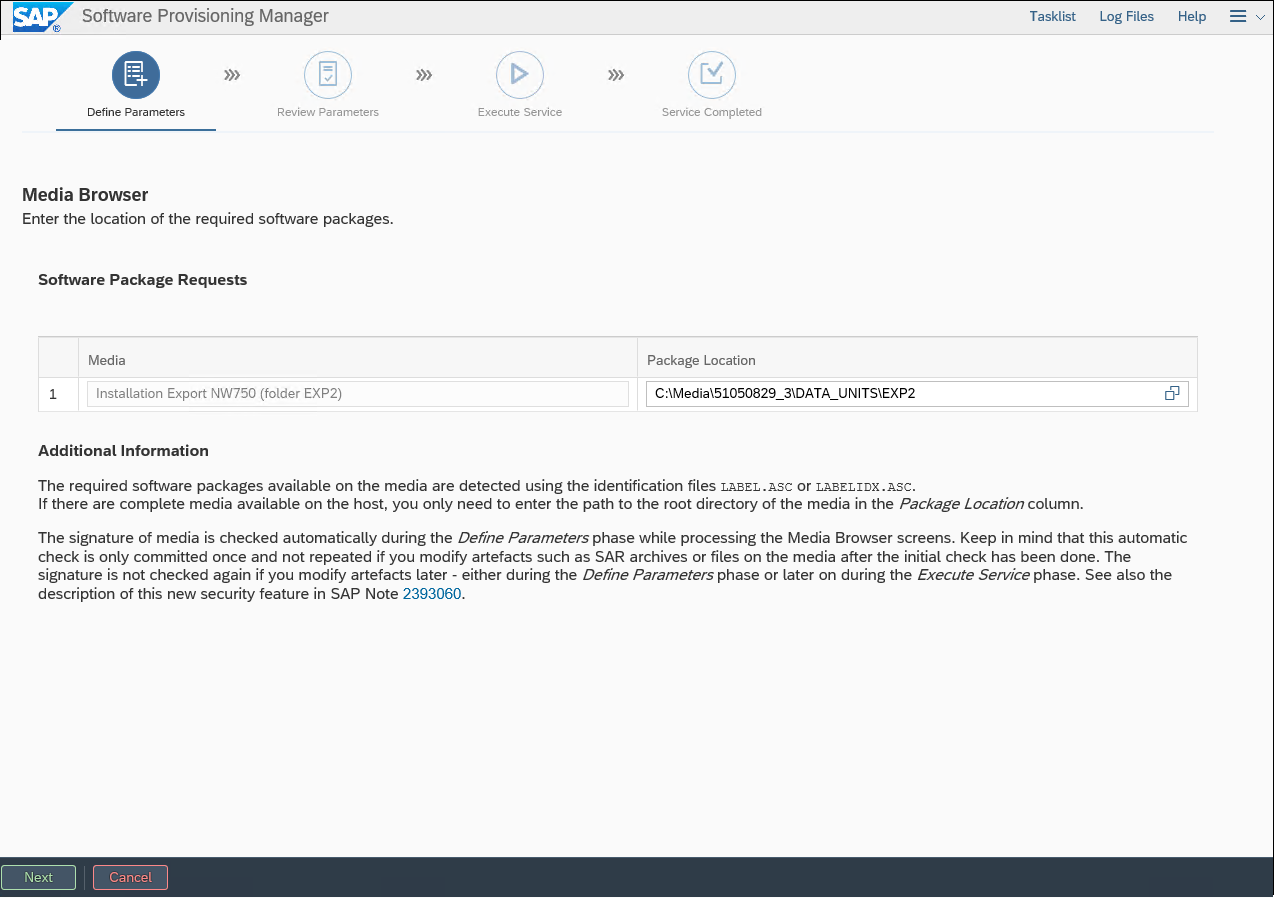 SAP ® Software Provisioning Manager Tasklist Log Files Help
Define Parameters Review Parameters Execute Service Service Completed
Media Browser
Enter the location of the required software packages.
Software Package Requests
Media Package Location
1 Installation Export NW750 (folder EXP2) C:\Media\51050829_3\DATA_UNITS\EXP2
Additional Information
The required software packages available on the media are detected using the identification files LABEL.ASC or LABELIDX.ASC.
If there are complete media available on the host, you only need to enter the path to the root directory of the media in the Package Location column.
The signature of media is checked automatically during the Define Parameters phase while processing the Media Browser screens. Keep in mind that this automatic
check is only committed once and not repeated if you modify artefacts such as SAR archives or files on the media after the initial check has been done. The
signature is not checked again if you modify artefacts later - either during the Define Parameters phase or later on during the Execute Service phase. See also the
description of this new security feature in SAP Note 2393060.
Next Cancel